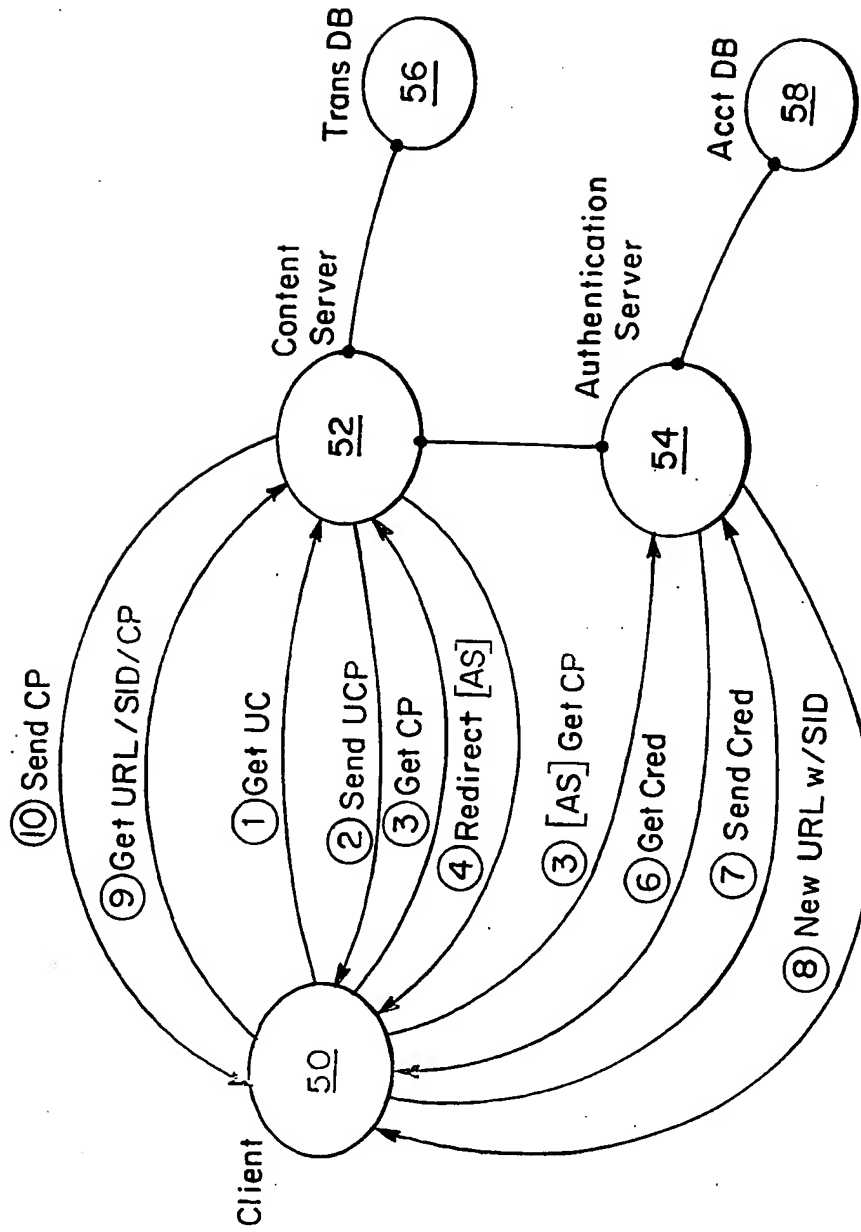 ⑩ Send CP
⑨ Get URL/SID/CP
① Get UC
② Send UCP
③ Get CP
④ Redirect [AS]
③ [AS] Get CP
⑥ Get Cred
⑦ Send Cred
⑧ New URL w/SID
Client
50
Content
Server
52
Trans DB
56
Authentication
Server
54
Acct DB
58